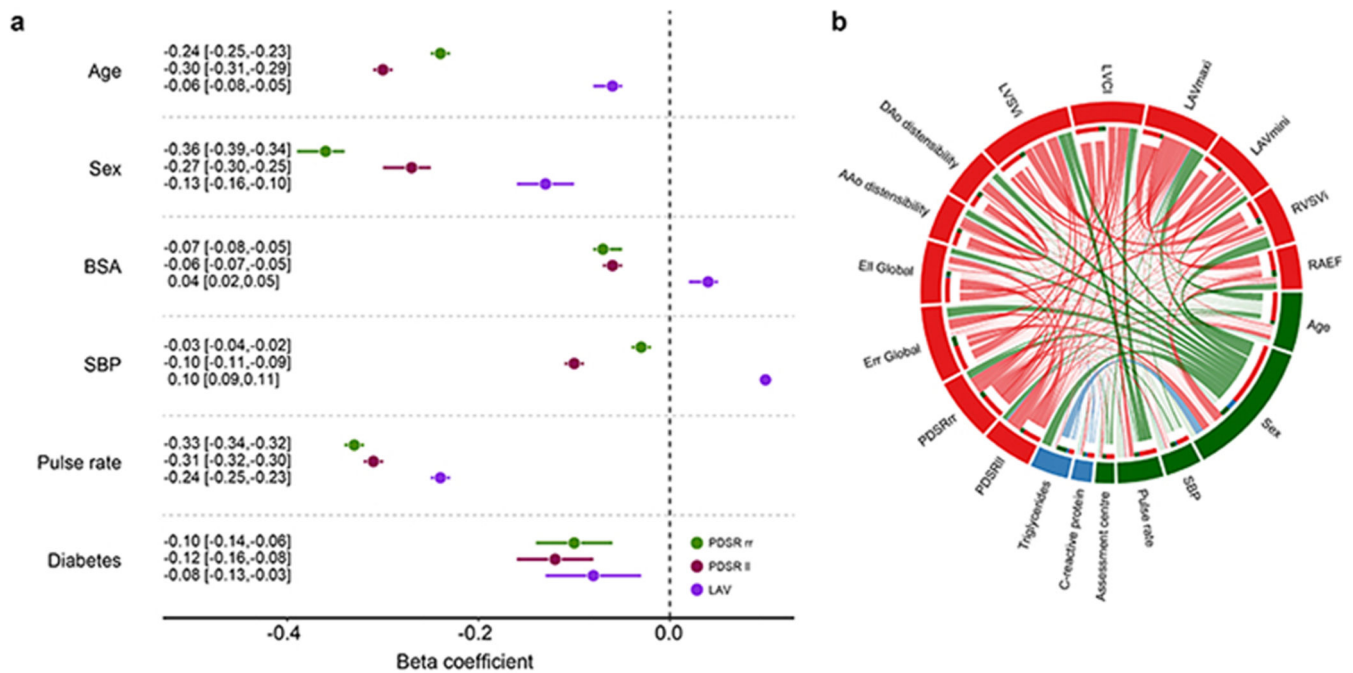 a
Age
-0.24 [-0.25,-0.23]
-0.30 [-0.31,-0.29]
-0.06 [-0.08,-0.05]
Sex
-0.36 [-0.39,-0.34]
-0.27 [-0.30,-0.25]
-0.13 [-0.16,-0.10]
BSA
-0.07 [-0.08,-0.05]
-0.06 [-0.07,-0.05]
0.04 [0.02,0.05]
SBP
-0.03 [-0.04,-0.02]
-0.10 [-0.11,-0.09]
0.10 [0.09,0.11]
Pulse rate
-0.33 [-0.34,-0.32]
-0.31 [-0.32,-0.30]
-0.24 [-0.25,-0.23]
Diabetes
-0.10 [-0.14,-0.06]
-0.12 [-0.16,-0.08]
-0.08 [-0.13,-0.03]
PDSR rr
PDSR ll
LAV
-0.4
-0.2
0.0
Beta coefficient
b
LVCI
LAVmaxi
LAVmini
RVSVi
RAEF
Age
Sex
SBP
Pulse rate
Assessment centre
C-reactive protein
Triglycerides
PDSRll
PDSRrr
Err Global
Ell Global
AAo distensibility
DAo distensibility
LVSVi